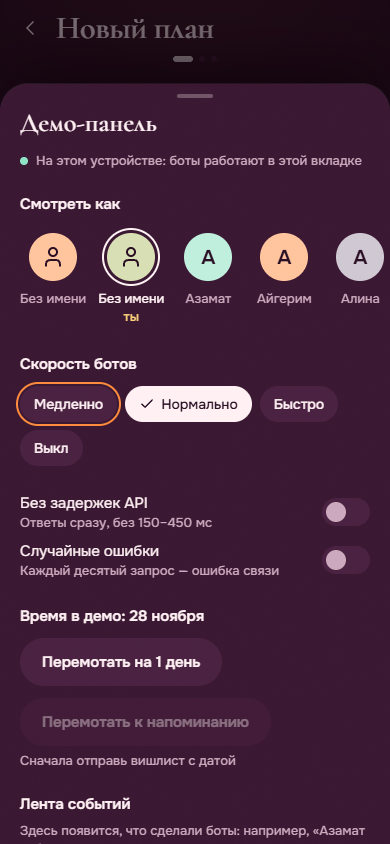 Новый план
Демо-панель
На этом устройстве: боты работают в этой вкладке
Смотреть как
А А А
Без имени Без имени Азамат Айгерим Алина
ты
Скорость ботов
Медленно Нормально Быстро
Выкл
Без задержек API
Ответы сразу, без 150–450 мс
Случайные ошибки
Каждый десятый запрос — ошибка связи
Время в демо: 28 ноября
Перемотать на 1 день
Перемотать к напоминанию
Сначала отправь вишлист с датой
Лента событий
Здесь появится, что сделали боты: например, «Азамат